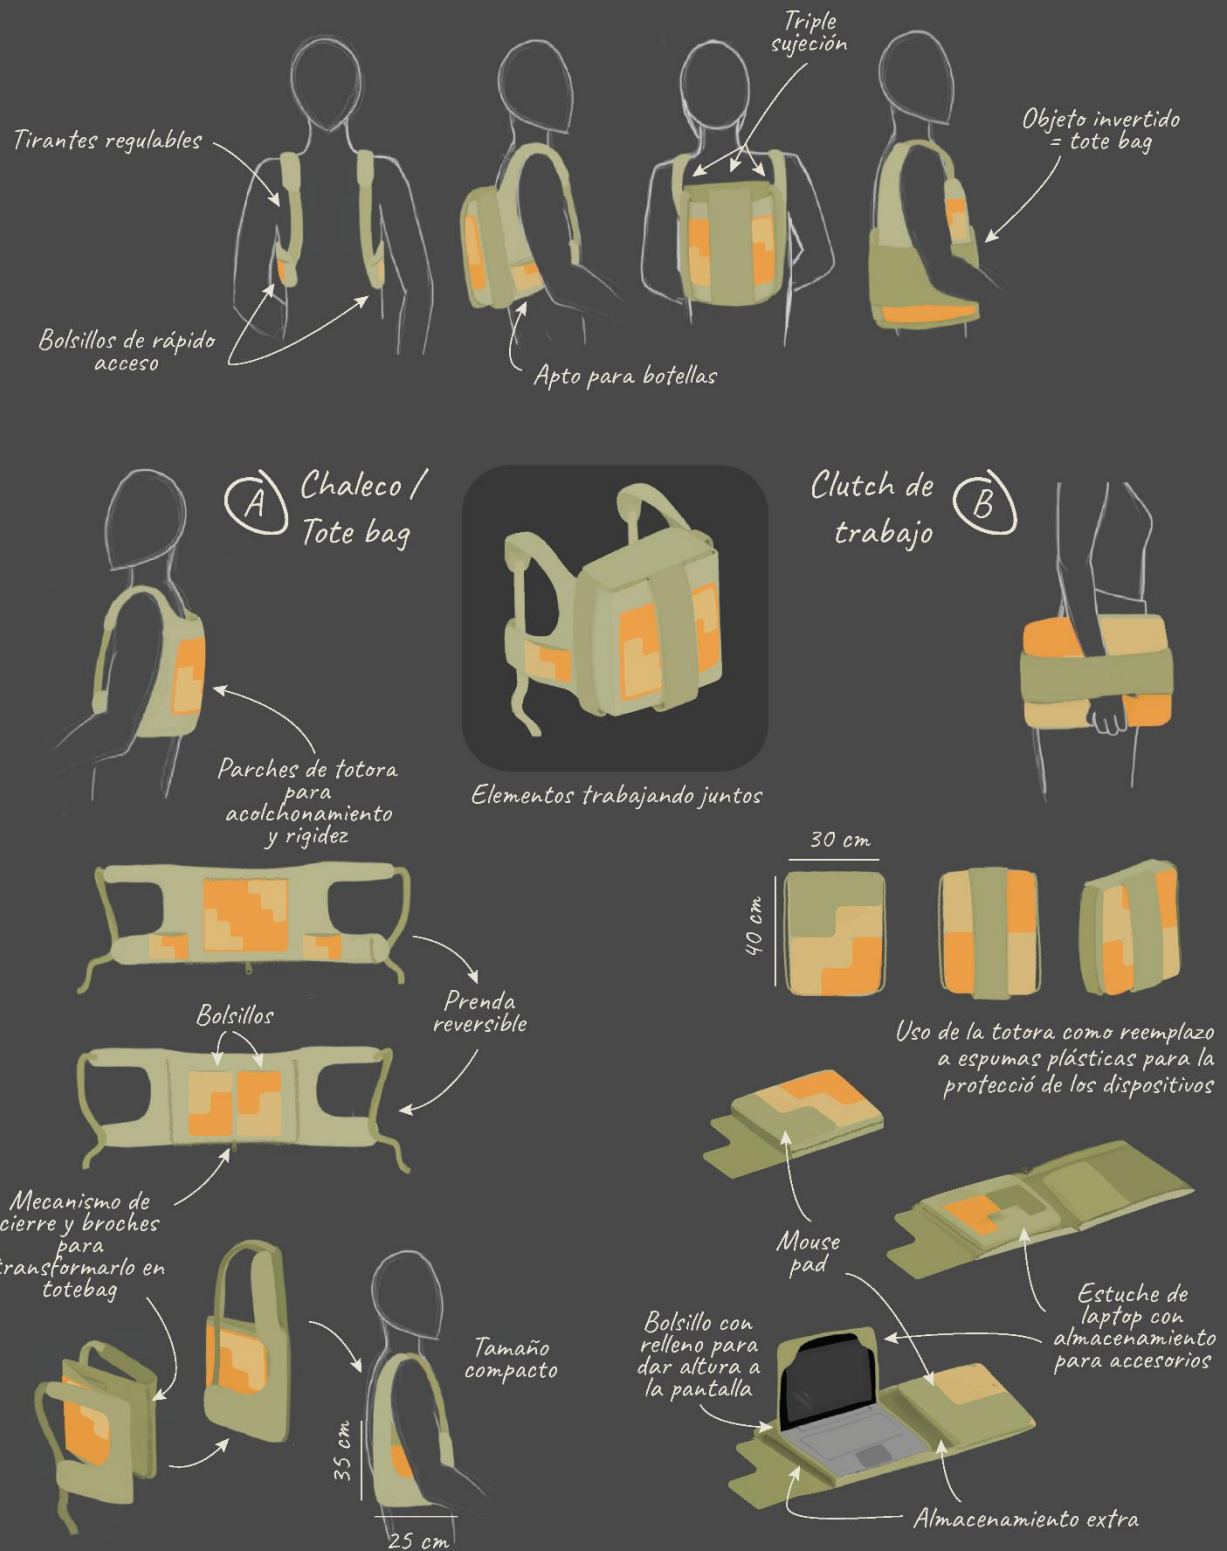 Triple
sujeción
Tirantes regulables
Objeto invertido
= tote bag
Bolsillos de rápido
acceso
Apto para botellas
A
Chaleco /
Tote bag
Clutch de
trabajo
B
Parches de totora
para
acolchonamiento
y rigidez
Elementos trabajando juntos
30 cm
40 cm
Prenda
reversible
Bolsillos
Uso de la totora como reemplazo
a espumas plásticas para la
protecció de los dispositivos
Mecanismo de
cierre y broches
para
transformarlo en
totebag
Mouse
pad
Estuche de
laptop con
almacenamiento
para accesorios
Bolsillo con
relleno para
dar altura a
la pantalla
Tamaño
compacto
35 cm
25 cm
Almacenamiento extra